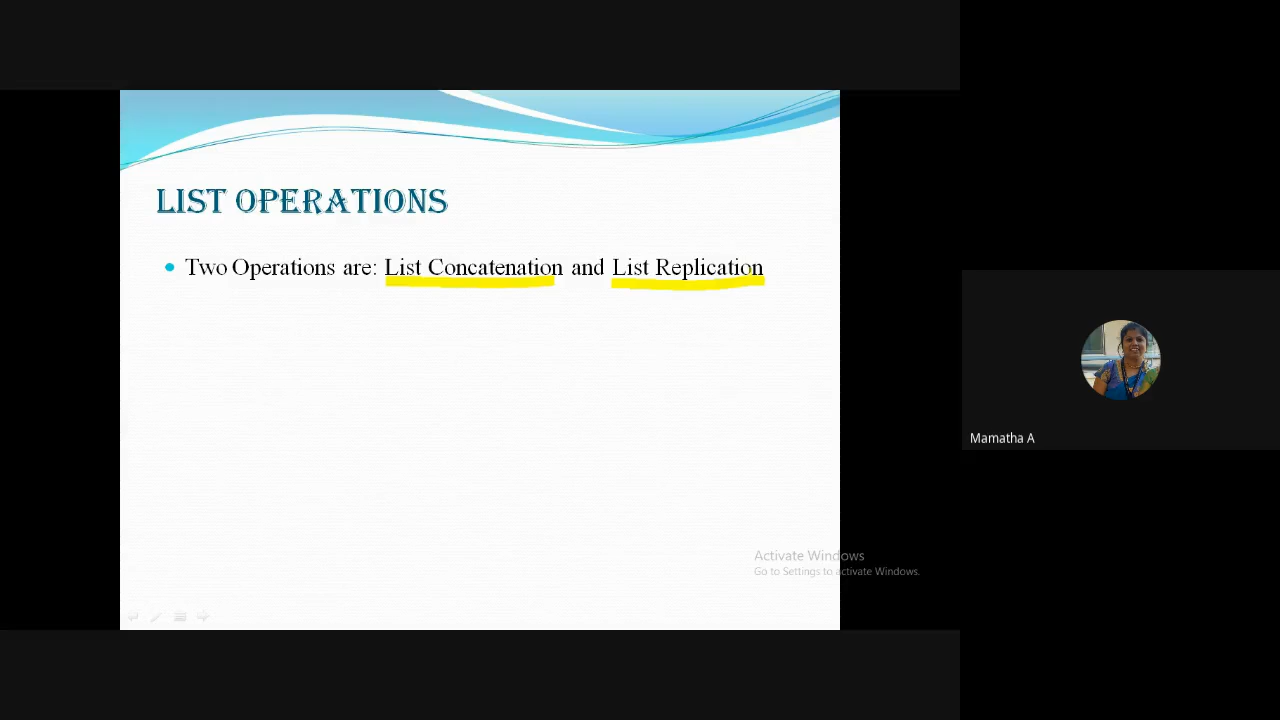 LIST OPERATIONS
Two Operations are: List Concatenation and List Replication
Mamatha A
Activate Windows
Go to Settings to activate Windows.